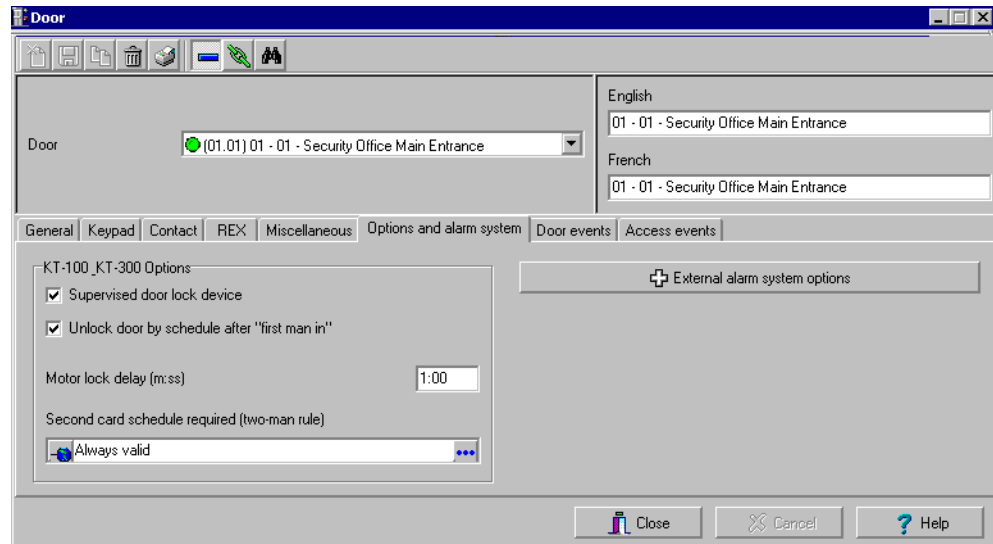 Door
English
01 - 01 - Security Office Main Entrance
Door
(01.01) 01 - 01 - Security Office Main Entrance
French
01 - 01 - Security Office Main Entrance
General Keypad Contact REX Miscellaneous Options and alarm system Door events Access events
KT-100_KT-300 Options
External alarm system options
Supervised door lock device
Unlock door by schedule after "first man in"
Motor lock delay (m:ss) 1:00
Second card schedule required (two-man rule)
Always valid
Close Cancel Help